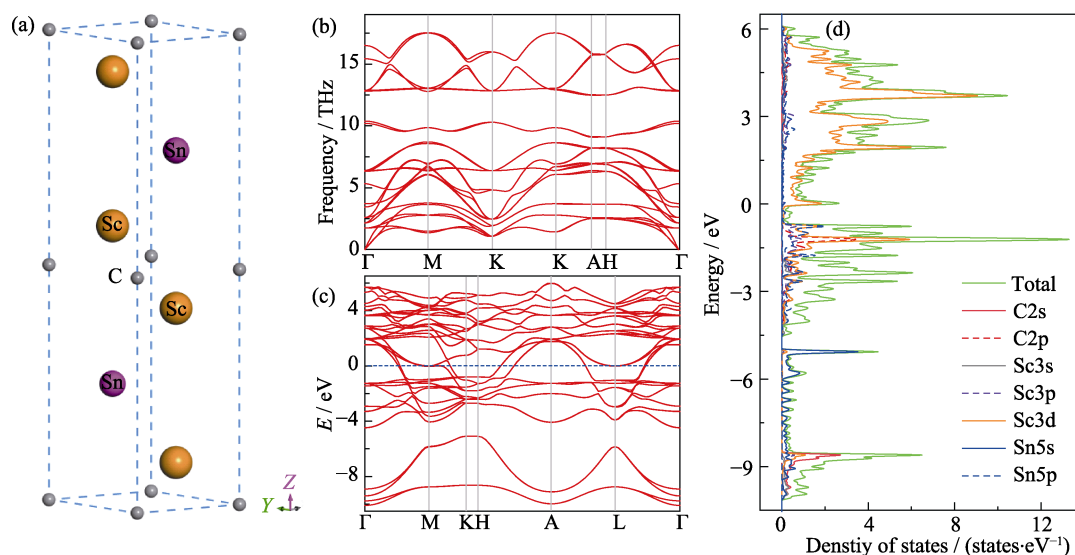 (a)
Sn
Sc
C
Sc
Sn
Z
Y
(b)
Frequency / THz
15
10
5
0
Γ M K K A H Γ
(c)
E / eV
4
0
−4
−8
Γ M K H A L Γ
(d)
Energy / eV
6
3
0
−3
−6
−9
Total
C2s
C2p
Sc3s
Sc3p
Sc3d
Sn5s
Sn5p
0 4 8 12
Denstiy of states / (states·eV⁻¹)